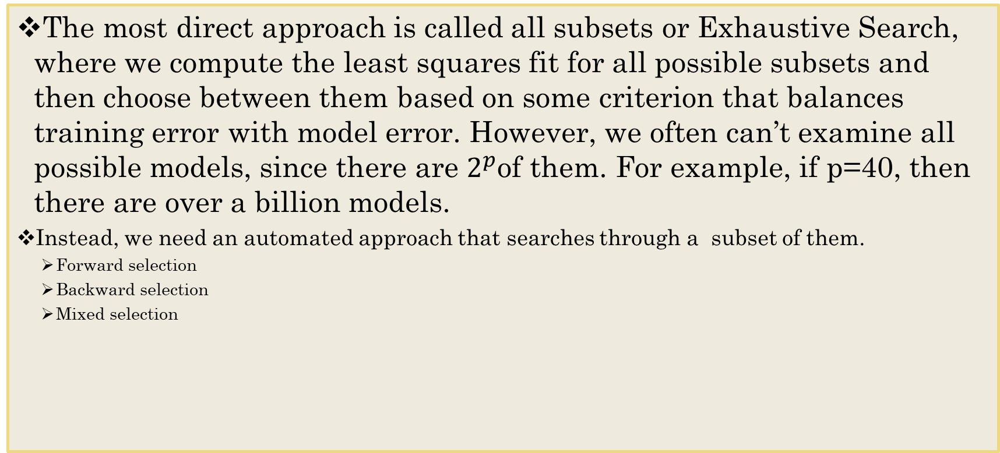 ❖The most direct approach is called all subsets or Exhaustive Search,
where we compute the least squares fit for all possible subsets and
then choose between them based on some criterion that balances
training error with model error. However, we often can’t examine all
possible models, since there are 2^p of them. For example, if p=40, then
there are over a billion models.
❖Instead, we need an automated approach that searches through a subset of them.
➢Forward selection
➢Backward selection
➢Mixed selection